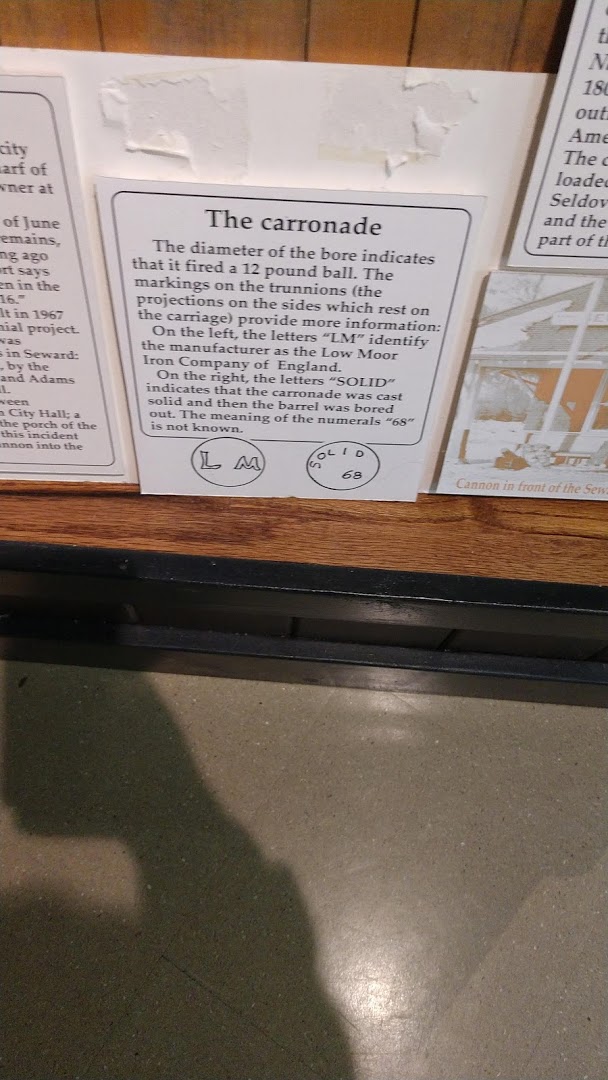 city
arf of
wner at
of June
emains,
ng ago
rt says
en in the
16."
lt in 1967
nial project.
was
s in Seward:
, by the
and Adams
l.
ween
n City Hall; a
the porch of the
this incident
annon into the
The carronade
The diameter of the bore indicates
that it fired a 12 pound ball. The
markings on the trunnions (the
projections on the sides which rest on
the carriage) provide more information:
On the left, the letters "LM" identify
the manufacturer as the Low Moor
Iron Company of England.
On the right, the letters "SOLID"
indicates that the carronade was cast
solid and then the barrel was bored
out. The meaning of the numerals "68"
is not known.
L M
SOLID
68
th
N
180
outf
Ame
The c
loaded
Seldov
and the
part of th
Cannon in front of the Sew